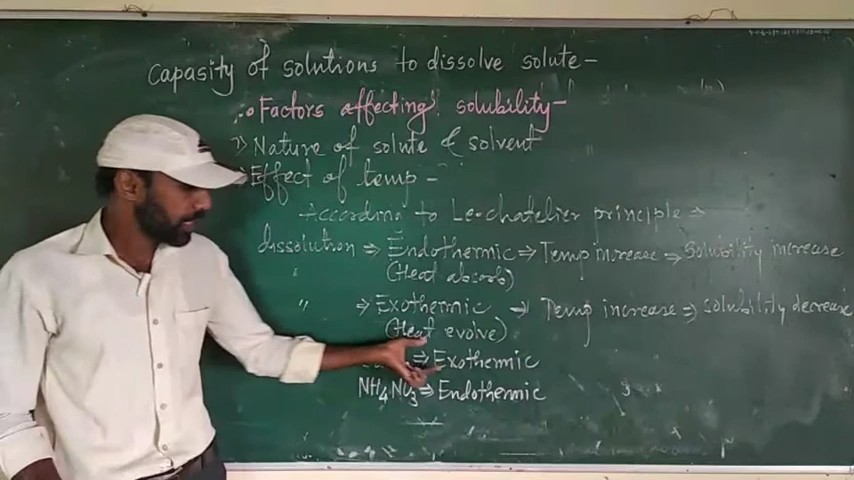 Capasity of solutions to dissolve solute-
Factors affecting solubility-
Nature of solute & solvent
Effect of temp -
According to Le-chatelier principle ⇒
dissolution ⇒ Endothermic ⇒ Temp increase ⇒ Solubility increase
(Heat absorb)
" ⇒ Exothermic → Temp increase ⇒ solubility decrease
(Heat evolve)
⇒ Exothermic
NH4NO3 ⇒ Endothermic